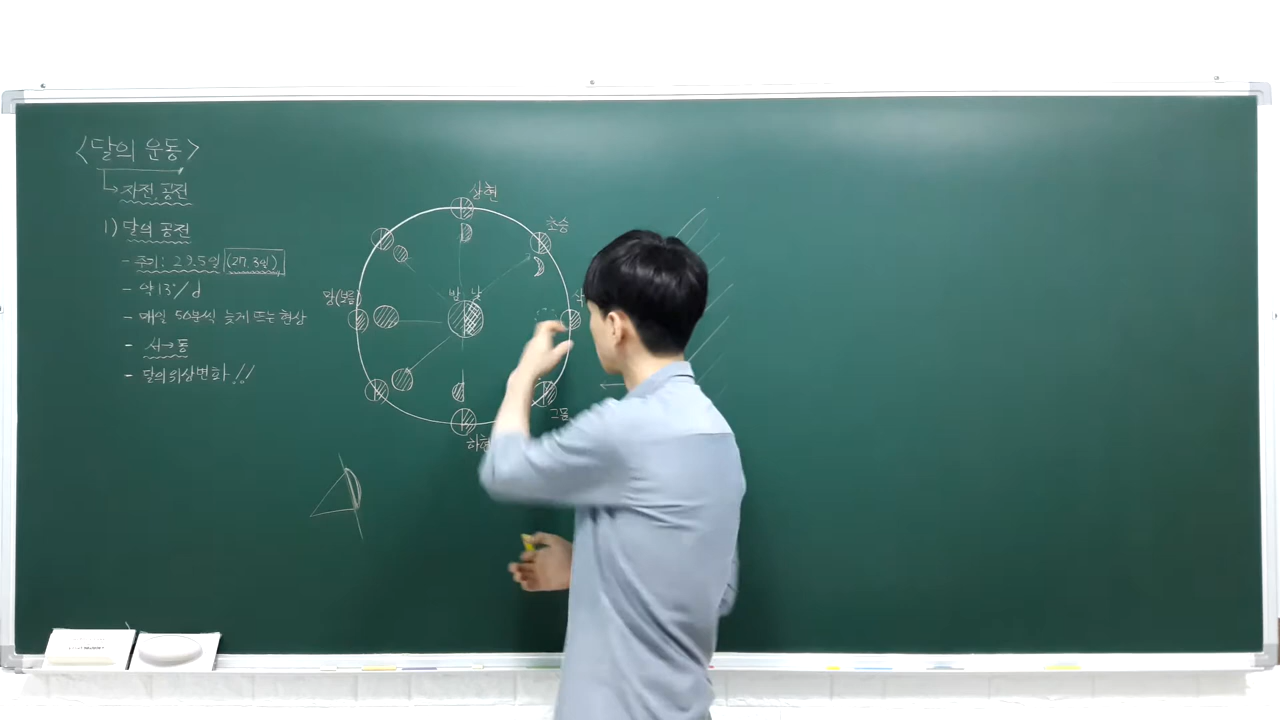 <달의 운동>
자전, 공전
1) 달의 공전
- 주기: 29.5일 (27.3일)
- 약 13°/d
- 매일 50분씩 늦게 뜨는 현상
- 서→동
- 달의 위상변화!!
상현
초승
망(보름)
밤 낮
그믐